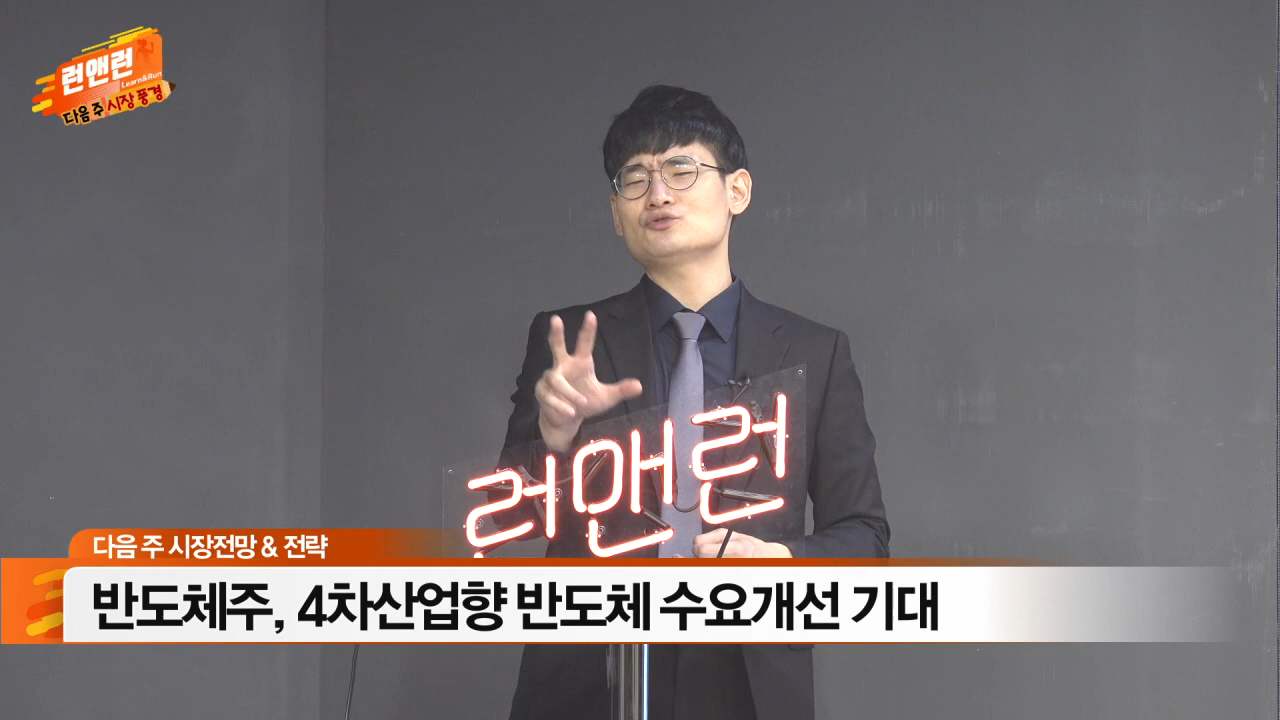 런앤런
Learn&Run
다음 주 시장 풍경
런앤런
다음 주 시장전망 & 전략
반도체주, 4차산업향 반도체 수요개선 기대